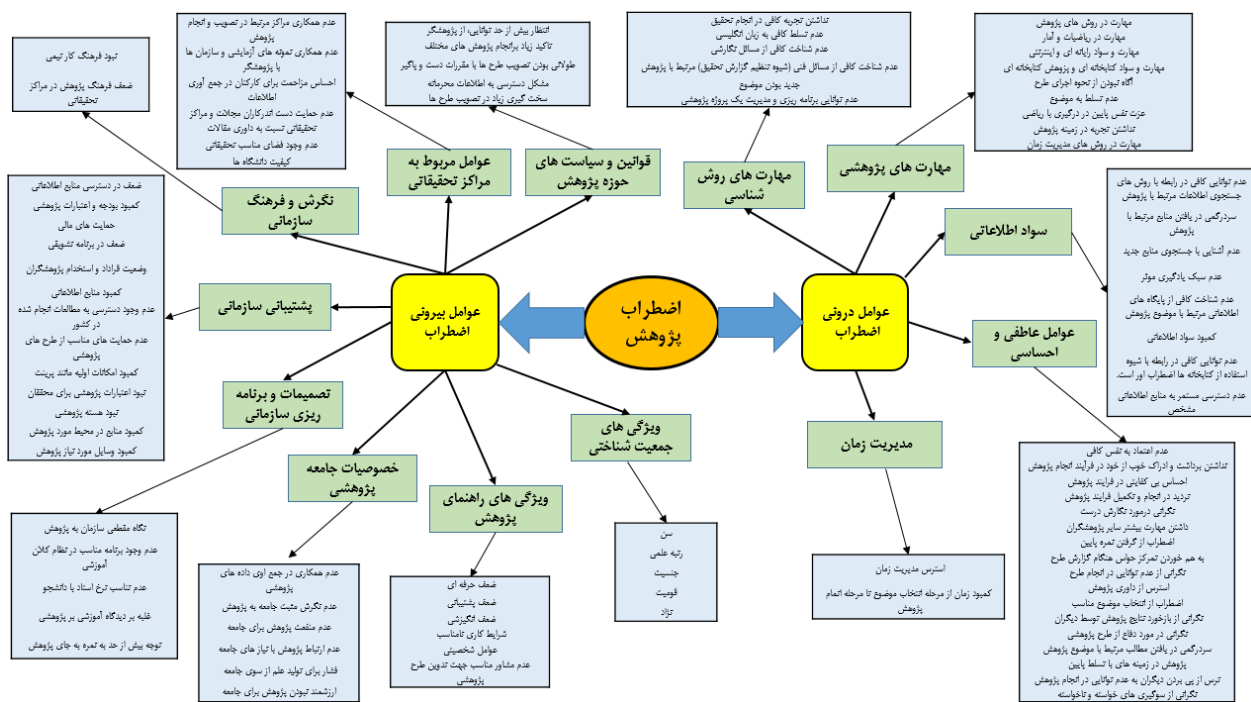 عدم همکاری مراکز مرتبط در تصویب و انجام
پژوهش
عدم همکاری نمونه های آزمایشی و سازمان ها
با پژوهشگر
احساس مزاحمت برای کارکنان در جمع آوری
اطلاعات
عدم حمایت دست اندرکاران مجلات و مراکز
تحقیقاتی نسبت به داوری مقالات
عدم وجود فضای مناسب تحقیقاتی
کیفیت دانشگاه ها
نبود فرهنگ کار تیمی
ضعف فرهنگ پژوهش در مراکز
تحقیقاتی
انتظار بیش از حد توانایی، از پژوهشگر
تاکید زیاد برانجام پژوهش های مختلف
طولانی بودن تصویب طرح ها با مقررات دست و پاگیر
مشکل دسترسی به اطلاعات محرمانه
سخت گیری زیاد در تصویب طرح ها
نداشتن تجربه کافی در انجام تحقیق
عدم تسلط کافی به زبان انگلیسی
عدم شناخت کافی از مسائل نگارشی
عدم شناخت کافی از مسائل فنی (شیوه تنظیم گزارش تحقیق) مرتبط با پژوهش
جدید بودن موضوع
عدم توانایی برنامه ریزی و مدیریت یک پروژه پژوهشی
مهارت در روش های پژوهش
مهارت در ریاضیات و آمار
مهارت و سواد رایانه ای و اینترنتی
مهارت و سواد کتابخانه ای و پزوهش کتابخانه ای
آگاه نبودن از نحوه اجرای طرح
عدم تسلط به موضوع
عزت نفس پایین در درگیری با ریاضی
نداشتن تجربه در زمینه پژوهش
مهارت در روش های مدیریت زمان
مهارت های پژوهشی
مهارت های روش
شناسی
قوانین و سیاست های
حوزه پژوهش
عوامل مربوط به
مراکز تحقیقاتی
نگرش و فرهنگ
سازمانی
سواد اطلاعاتی
عدم توانایی کافی در رابطه با روش های
جستجوی اطلاعات مرتبط با پژوهش
سردرگمی در یافتن منابع مرتبط با
پژوهش
عدم آشنایی با جستجوی منابع جدید
عدم سبک یادگیری موثر
عدم شناخت کافی از پایگاه های
اطلاعاتی مرتبط با موضوع پژوهش
کمبود سواد اطلاعاتی
عدم توانایی کافی در رابطه با شیوه
استفاده از کتابخانه ها اضطراب اور است.
عدم دسترسی مستمر به منابع اطلاعاتی
مشخص
ضعف در دسترسی منابع اطلاعاتی
کمبود بودجه و اعتبارات پژوهشی
حمایت های مالی
ضعف در برنامه تشویقی
وضعیت قراداد و استخدام پژوهشگران
کمبود منابع اطلاعاتی
عدم وجود دسترسی به مطالعات انجام شده
در کشور
عدم حمایت های مناسب از طرح های
پژوهشی
کمبود امکانات اولیه مانند پرینت
نبود اعتبارات پژوهشی برای محققان
نبود هسته پژوهشی
کمبود منابع در محیط مورد پژوهش
کمبود وسایل مورد نیاز پژوهش
پشتیبانی سازمانی
عوامل بیرونی
اضطراب
اضطراب
پژوهش
عوامل درونی
اضطراب
عوامل عاطفی و
احساسی
تصمیمات و برنامه
ریزی سازمانی
خصوصیات جامعه
پژوهشی
ویژگی های راهنمای
پژوهش
ویژگی های
جمعیت شناختی
مدیریت زمان
عدم اعتماد به نفس کافی
نداشتن برداشت و ادراک خوب از خود در فرآیند انجام پژوهش
احساس بی کفایتی در فرایند پژوهش
تردید در انجام و تکمیل فرایند پژوهش
نگرانی درمورد نگارش درست
داشتن مهارت بیشتر سایر پژوهشگران
اضطراب از گرفتن نمره پایین
به هم خوردن تمرکز حواس هنگام گزارش طرح
نگرانی از عدم توانایی در انجام طرح
استرس از داوری پژوهش
اضطراب از انتخاب موضوع مناسب
نگرانی از بازخورد نتایج پژوهش توسط دیگران
نگرانی در مورد دفاع از طرح پژوهشی
سردرگمی در یافتن مطالب مرتبط با موضوع پژوهش
پژوهش در زمینه های با تسلط پایین
ترس از پی بردن دیگران به عدم توانایی در انجام پژوهش
نگرانی از سوگیری های خواسته و ناخواسته
استرس مدیریت زمان
کمبود زمان از مرحله انتخاب موضوع تا مرحله اتمام
پژوهش
سن
رتبه علمی
جنسیت
قومیت
نژاد
ضعف حرفه ای
ضعف پشتیبانی
ضعف انگیزشی
شرایط کاری نامناسب
عوامل شخصیتی
عدم مشاور مناسب جهت تدوین طرح
پژوهشی
عدم همکاری در جمع اوی داده های
پژوهشی
عدم نگرش مثبت جامعه به پژوهش
عدم منفعت پژوهش برای جامعه
عدم ارتباط پژوهش با نیاز های جامعه
فشار برای تولید علم از سوی جامعه
ارزشمند نبودن پژوهش برای جامعه
نگاه مقطعی سازمان به پژوهش
عدم وجود برنامه مناسب در نظام کلان
آموزشی
عدم تناسب نرخ استاد با دانشجو
غلبه بر دیدگاه آموزشی بر پژوهشی
توجه بیش از حد به نمره به جای پژوهش